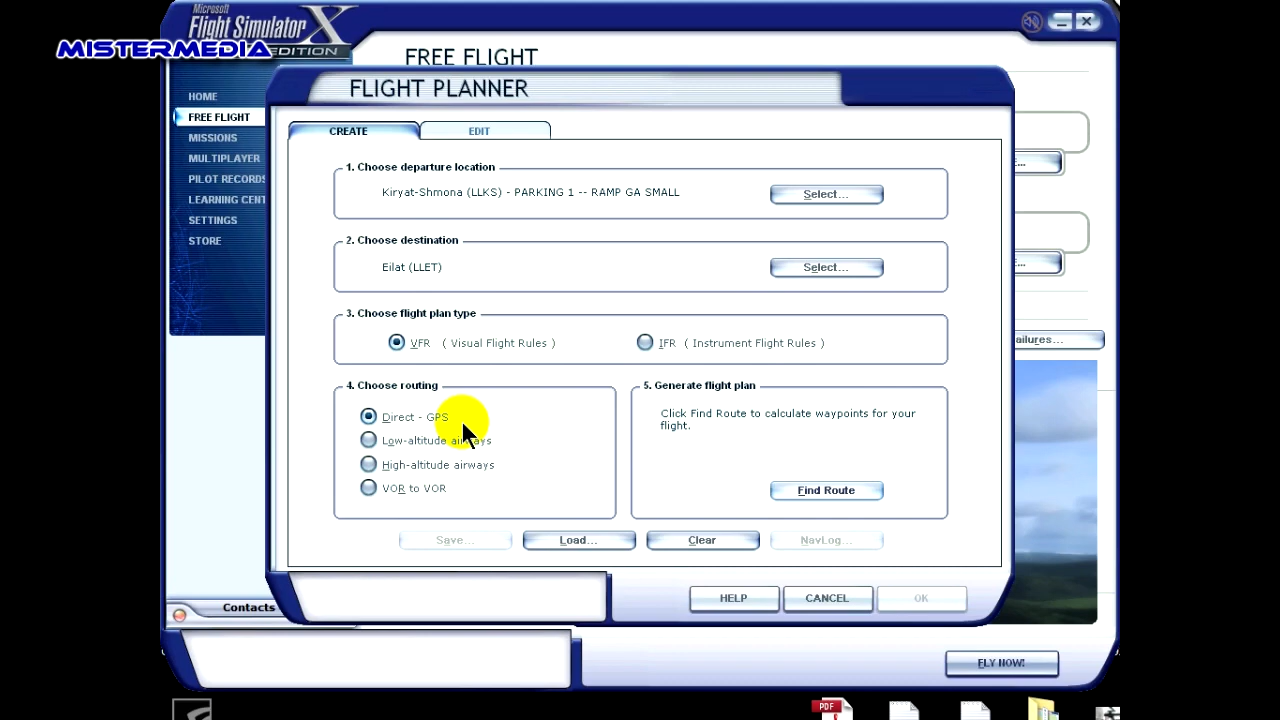 Microsoft
Flight Simulator X
EDITION
MISTERMEDIA
FREE FLIGHT
FLIGHT PLANNER
HOME
FREE FLIGHT
MISSIONS
MULTIPLAYER
PILOT RECORDS
LEARNING CENT
SETTINGS
STORE
CREATE
EDIT
1. Choose departure location
Kiryat-Shmona (LLKS) - PARKING 1 -- RAMP GA SMALL
Select...
2. Choose destination
Eilat (LLET)
Select...
3. Choose flight plan type
VFR ( Visual Flight Rules )
IFR ( Instrument Flight Rules )
4. Choose routing
Direct - GPS
Low-altitude airways
High-altitude airways
VOR to VOR
5. Generate flight plan
Click Find Route to calculate waypoints for your
flight.
Find Route
Save...
Load...
Clear
NavLog...
HELP
CANCEL
OK
ailures...
Contacts
FLY NOW!
PDF